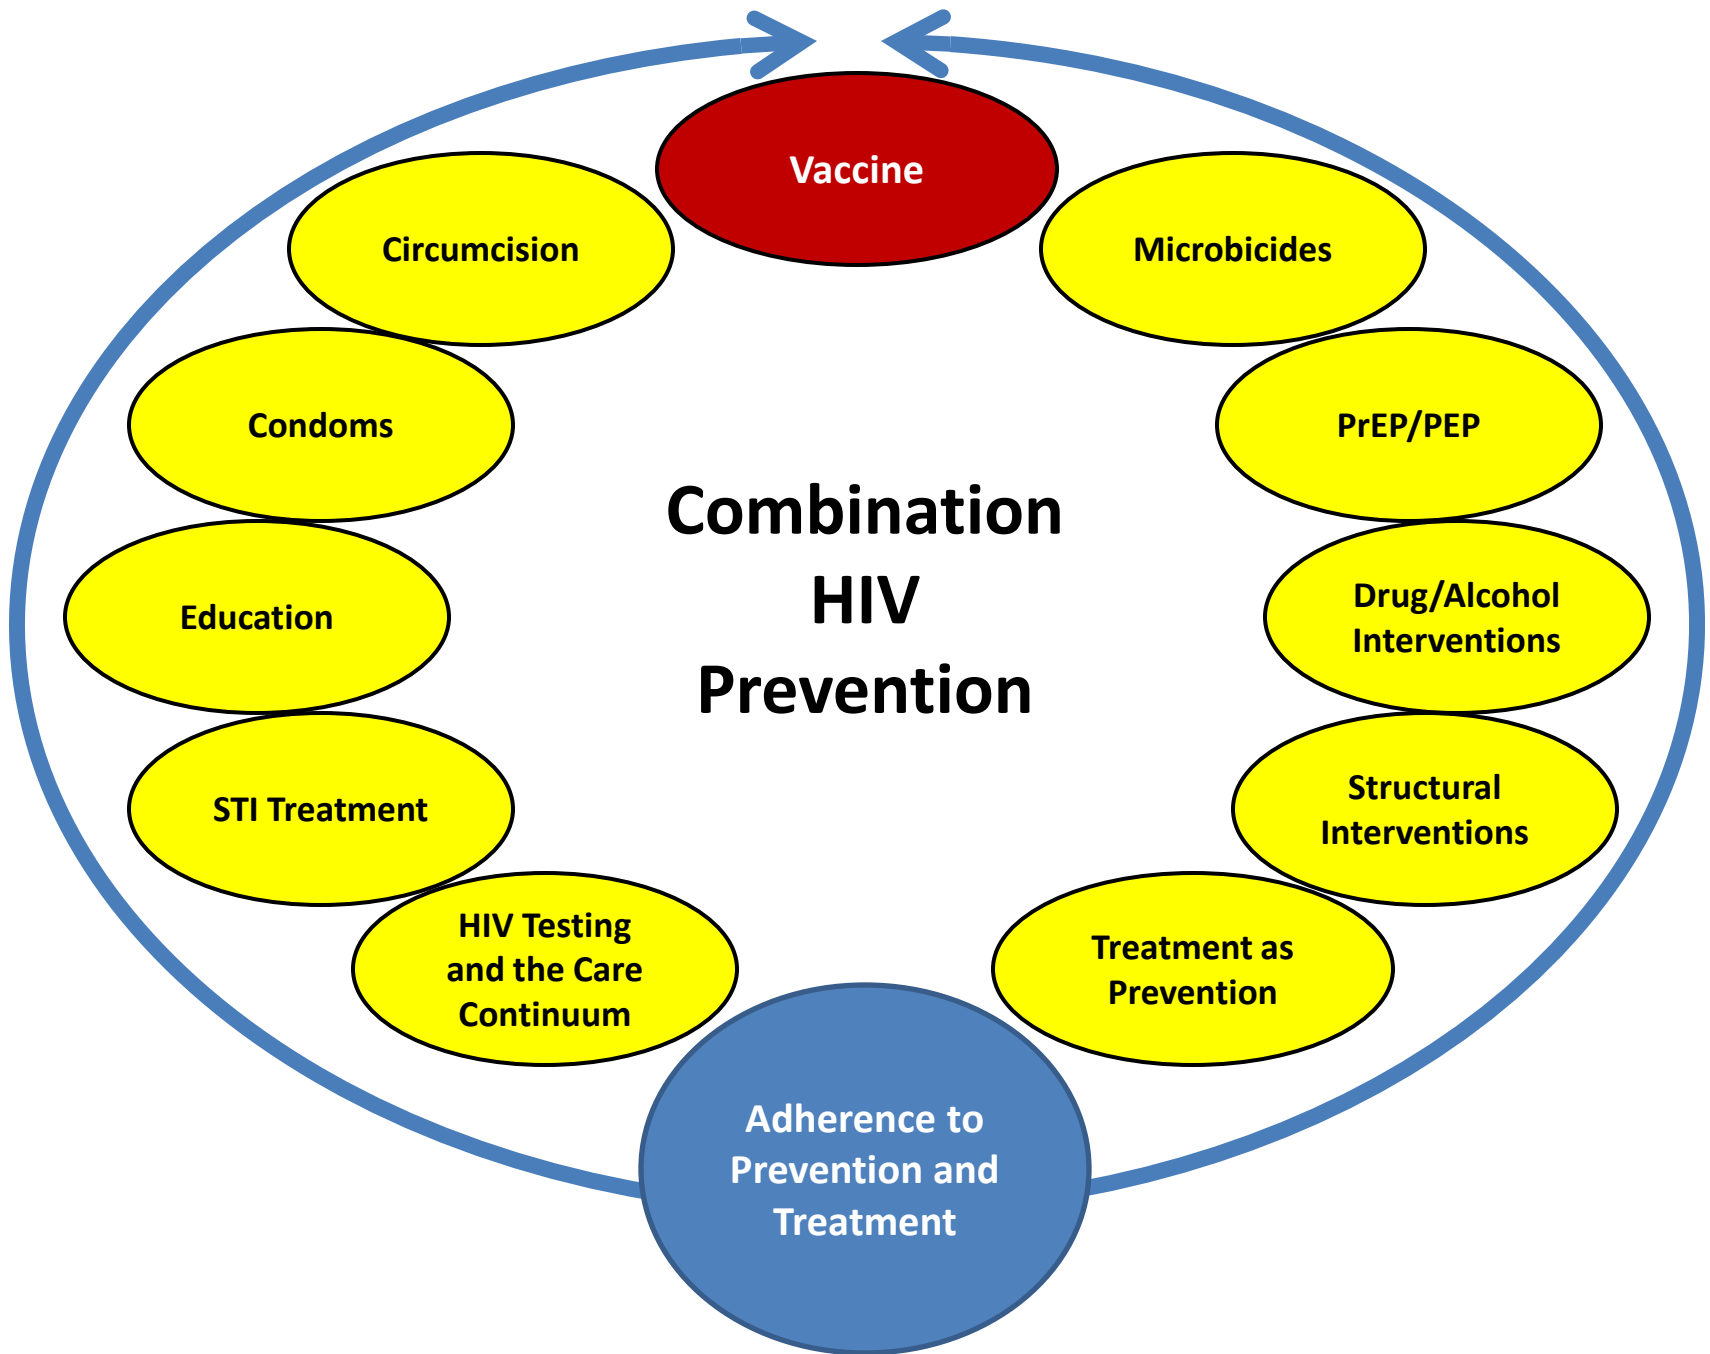 Vaccine
Circumcision
Microbicides
Condoms
PrEP/PEP
Combination
HIV
Prevention
Education
Drug/Alcohol
Interventions
STI Treatment
Structural
Interventions
HIV Testing
and the Care
Continuum
Treatment as
Prevention
Adherence to
Prevention and
Treatment